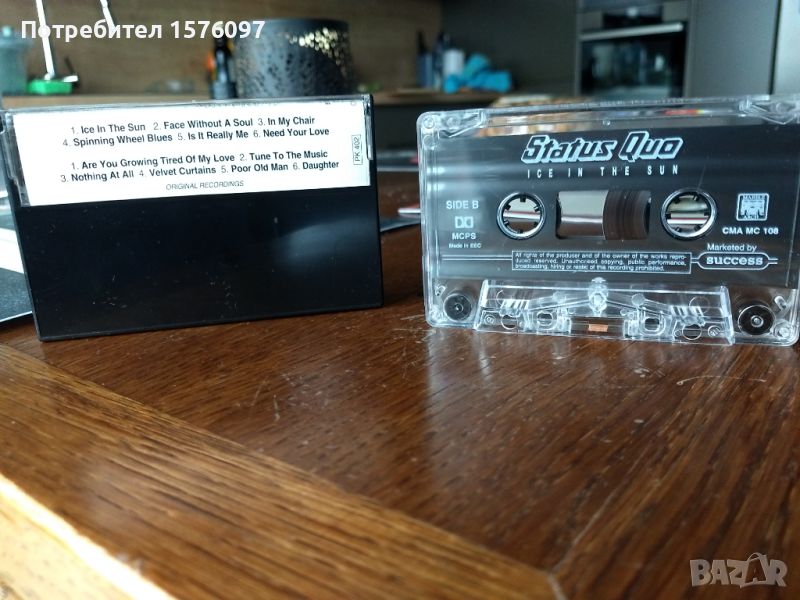 Потребител 1576097
1. Ice In The Sun 2. Face Without A Soul 3. In My Chair
4. Spinning Wheel Blues 5. Is It Really Me 6. Need Your Love
1. Are You Growing Tired Of My Love 2. Tune To The Music
3. Nothing At All 4. Velvet Curtains 5. Poor Old Man 6. Daughter
ORIGINAL RECORDINGS
PK 402
Status Quo
ICE IN THE SUN
SIDE B
MCPS
Made in EEC
CMA MC 108
Marketed by
success
All rights of the producer and of the owner of the works repro-
duced reserved. Unauthorised copying, public performance,
broadcasting, hiring or rental of this recording prohibited.
BAZAR